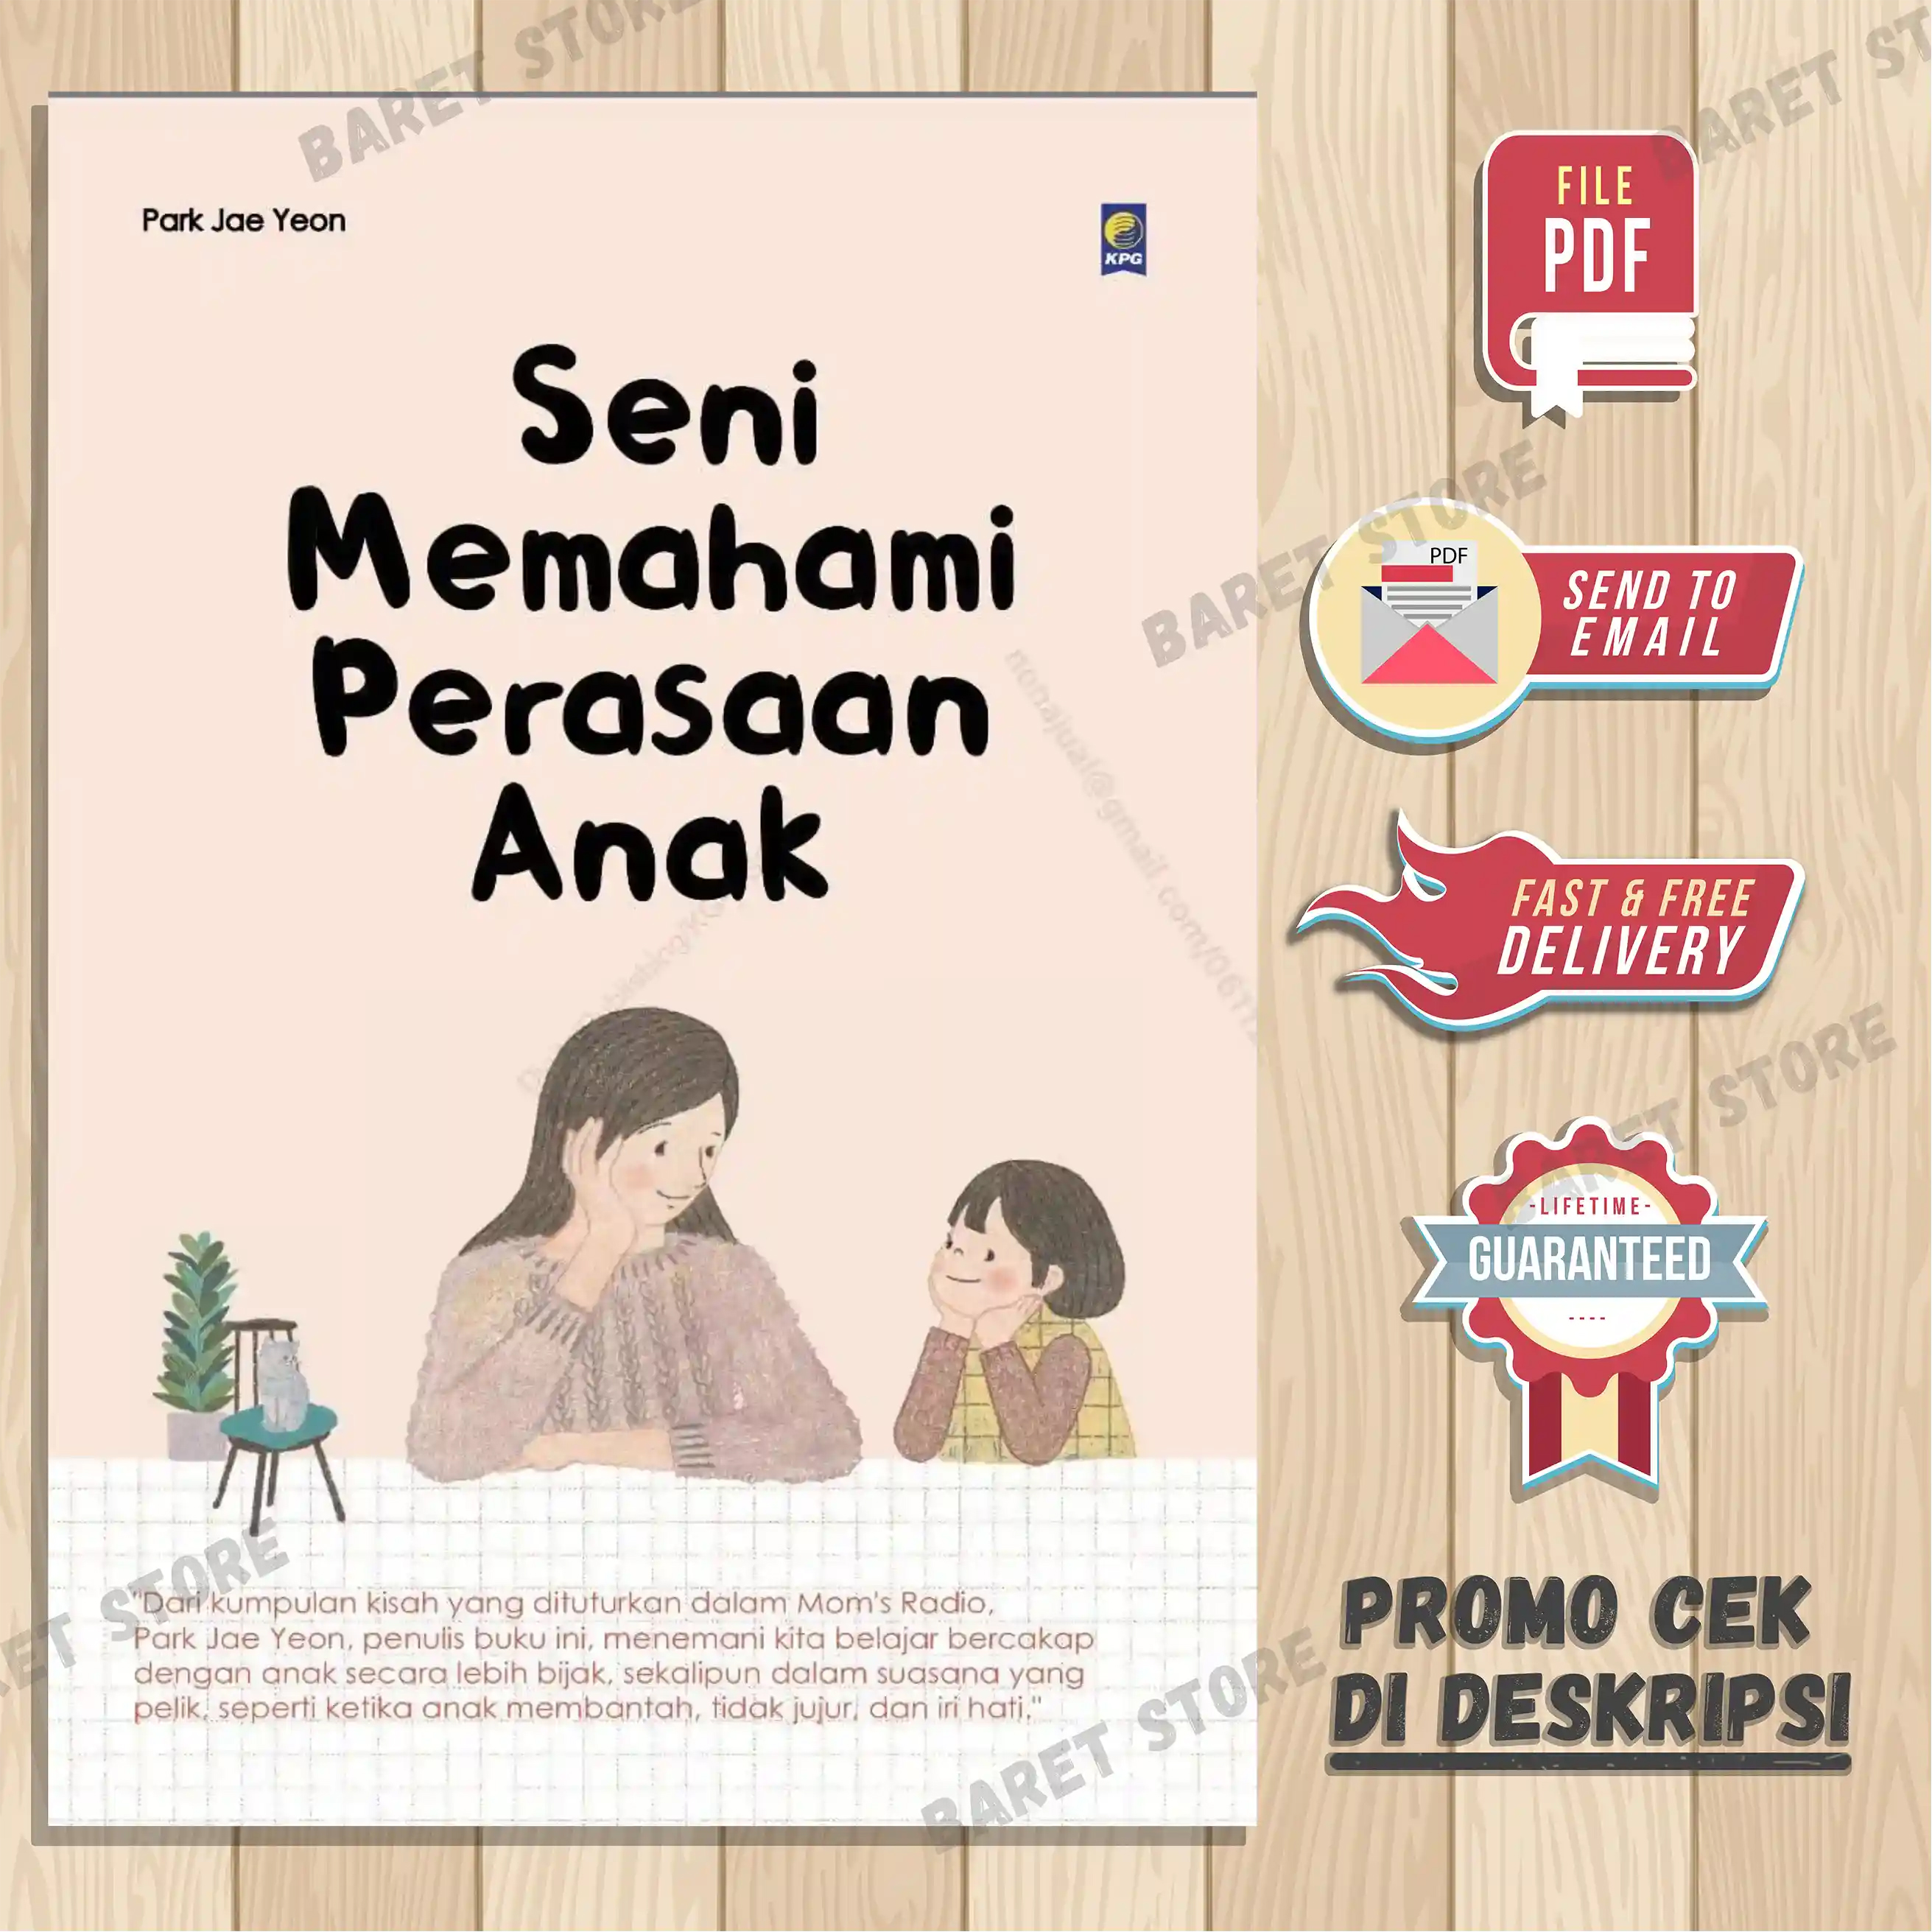 BARET STORE
BARET ST
BARET STORE
Park Jae Yeon
KPG
Seni
Memahami
Perasaan
Anak
"Dari kumpulan kisah yang dituturkan dalam Mom's Radio,
Park Jae Yeon, penulis buku ini, menemani kita belajar bercakap
dengan anak secara lebih bijak, sekalipun dalam suasana yang
pelik, seperti ketika anak membantah, tidak jujur, dan iri hati."
FILE
PDF
PDF
SEND TO
EMAIL
FAST & FREE
DELIVERY
BARET STORE
-LIFETIME-
GUARANTEED
----
PROMO CEK
DI DESKRIPSI
BARET STORE
BARET STORE